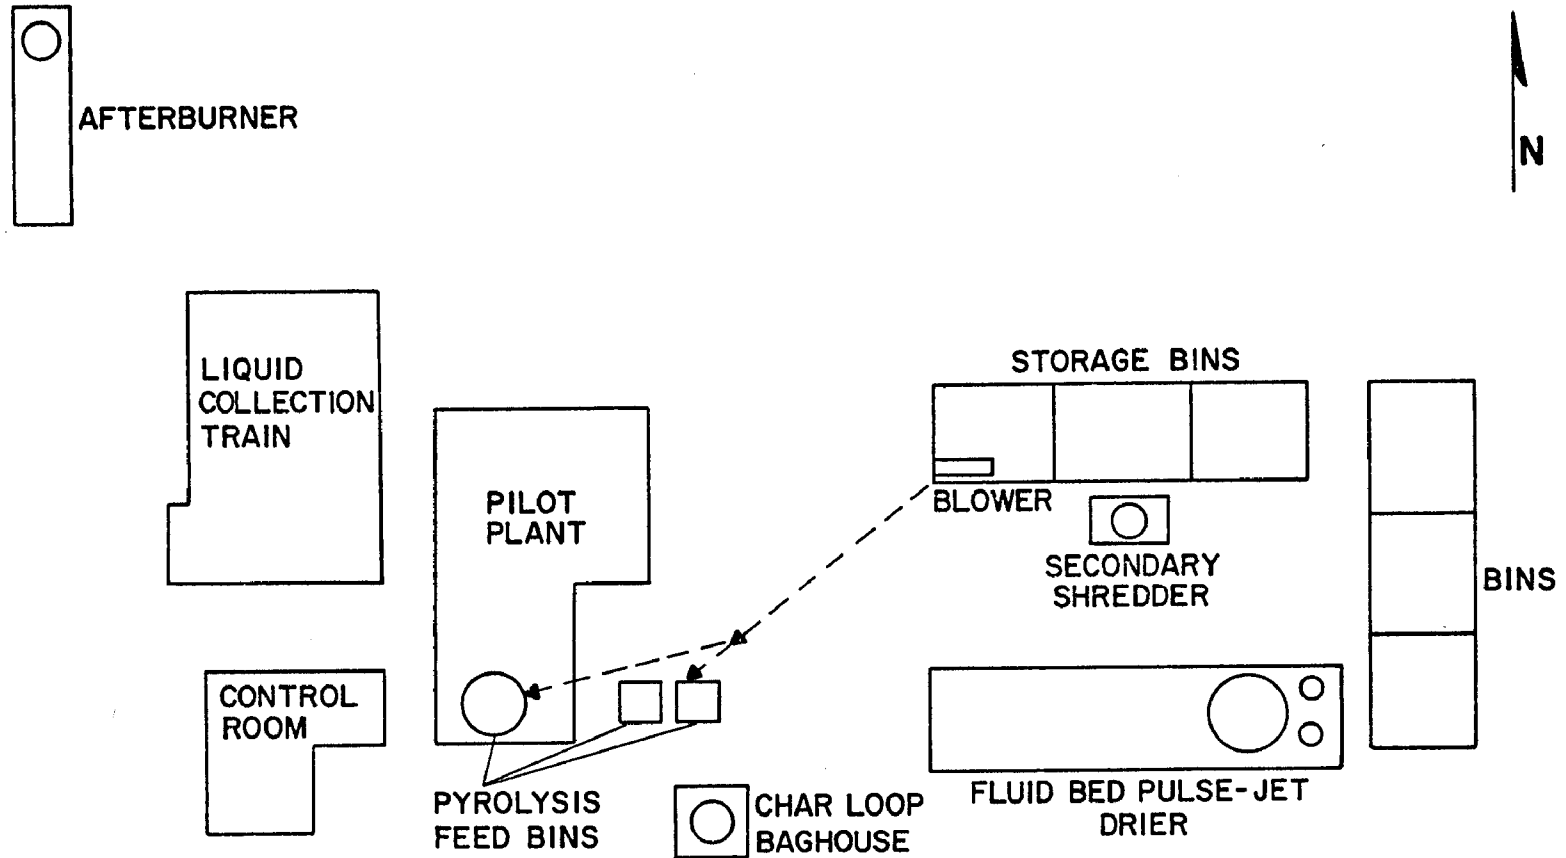 AFTERBURNER
N
LIQUID
COLLECTION
TRAIN
STORAGE BINS
PILOT
PLANT
BLOWER
SECONDARY
SHREDDER
BINS
CONTROL
ROOM
PYROLYSIS
FEED BINS
CHAR LOOP
BAGHOUSE
FLUID BED PULSE-JET
DRIER